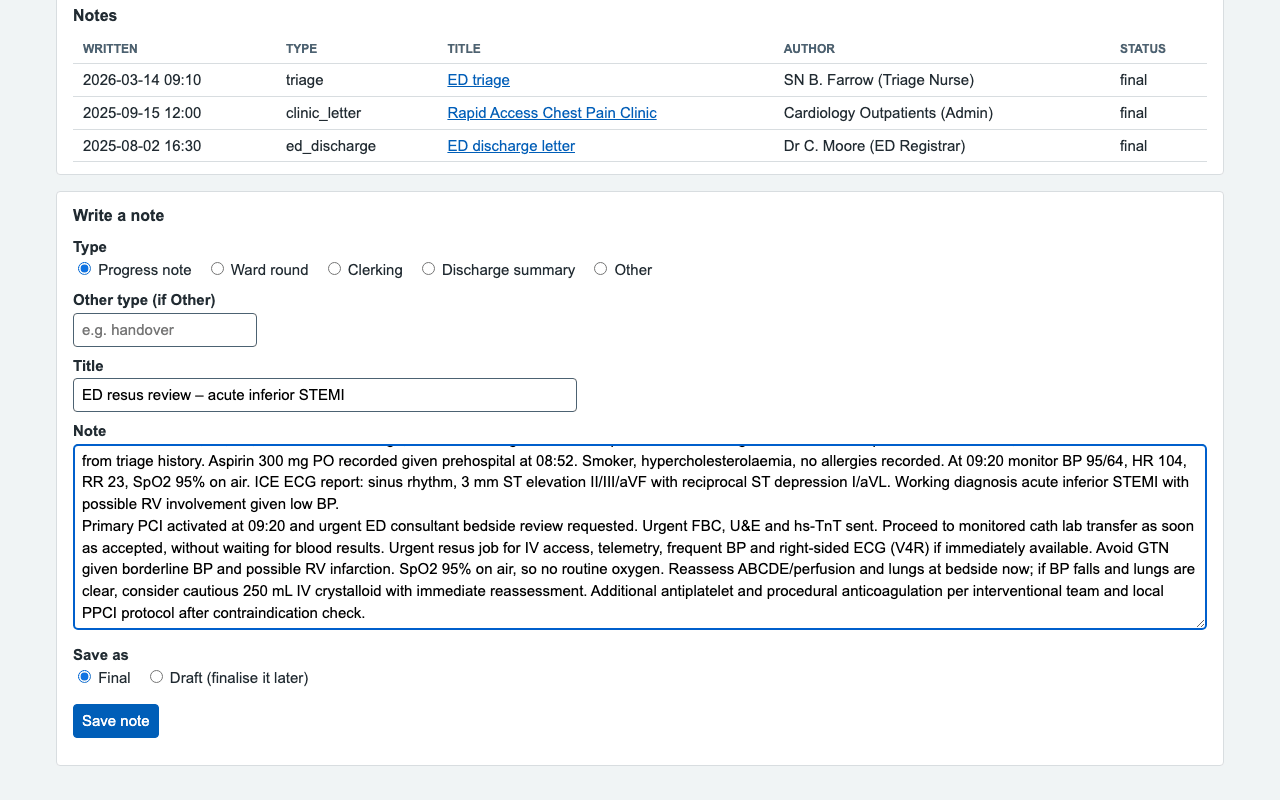 Notes
WRITTEN TYPE TITLE AUTHOR STATUS
2026-03-14 09:10 triage ED triage SN B. Farrow (Triage Nurse) final
2025-09-15 12:00 clinic_letter Rapid Access Chest Pain Clinic Cardiology Outpatients (Admin) final
2025-08-02 16:30 ed_discharge ED discharge letter Dr C. Moore (ED Registrar) final
Write a note
Type
Progress note Ward round Clerking Discharge summary Other
Other type (if Other)
e.g. handover
Title
ED resus review – acute inferior STEMI
Note
from triage history. Aspirin 300 mg PO recorded given prehospital at 08:52. Smoker, hypercholesterolaemia, no allergies recorded. At 09:20 monitor BP 95/64, HR 104,
RR 23, SpO2 95% on air. ICE ECG report: sinus rhythm, 3 mm ST elevation II/III/aVF with reciprocal ST depression I/aVL. Working diagnosis acute inferior STEMI with
possible RV involvement given low BP.
Primary PCI activated at 09:20 and urgent ED consultant bedside review requested. Urgent FBC, U&E and hs-TnT sent. Proceed to monitored cath lab transfer as soon
as accepted, without waiting for blood results. Urgent resus job for IV access, telemetry, frequent BP and right-sided ECG (V4R) if immediately available. Avoid GTN
given borderline BP and possible RV infarction. SpO2 95% on air, so no routine oxygen. Reassess ABCDE/perfusion and lungs at bedside now; if BP falls and lungs are
clear, consider cautious 250 mL IV crystalloid with immediate reassessment. Additional antiplatelet and procedural anticoagulation per interventional team and local
PPCI protocol after contraindication check.
Save as
Final Draft (finalise it later)
Save note